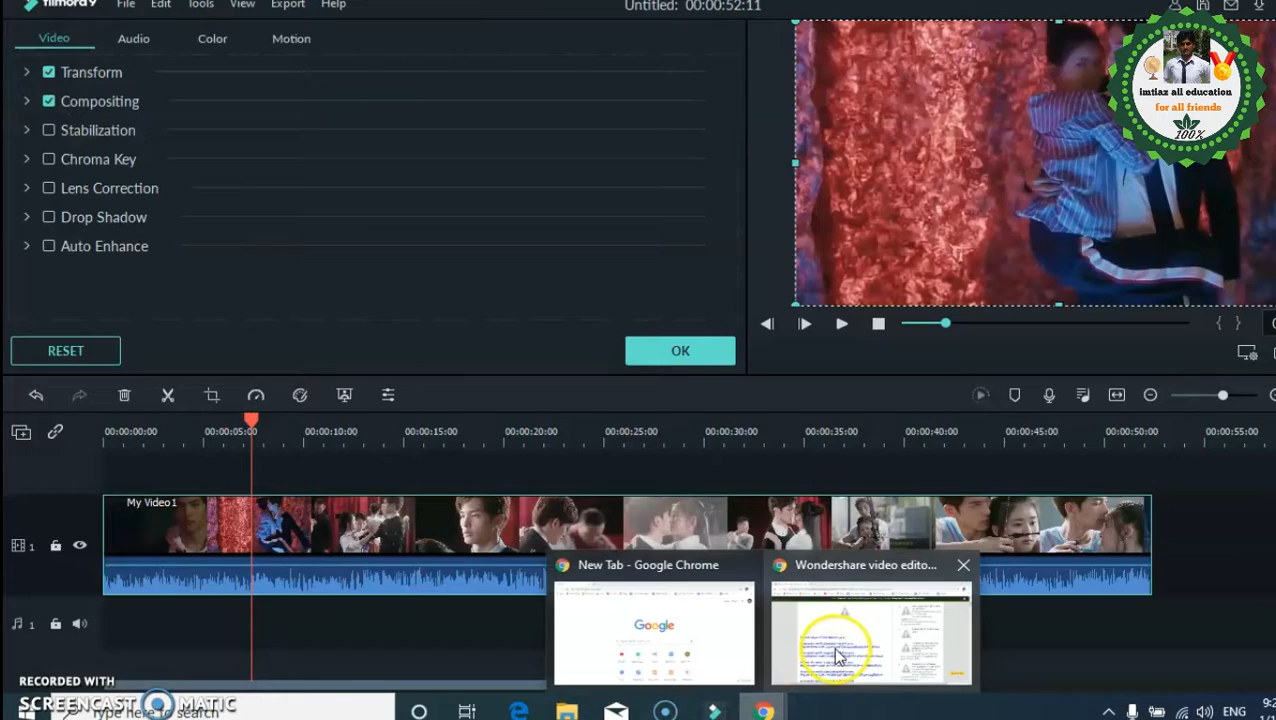 filmora9 File Edit Tools View Export Help Untitled: 00:00:52:11
Video Audio Color Motion
Transform
Compositing
Stabilization
Chroma Key
Lens Correction
Drop Shadow
Auto Enhance
RESET OK
imtiaz all education
for all friends
100%
00:00:00:00 00:00:05:00 00:00:10:00 00:00:15:00 00:00:20:00 00:00:25:00 00:00:30:00 00:00:35:00 00:00:40:00 00:00:45:00 00:00:50:00 00:00:55:00
My Video1
1
1
New Tab - Google Chrome
Wondershare video edito...
Google
RECORDED WITH
SCREENCAST MATIC
ENG